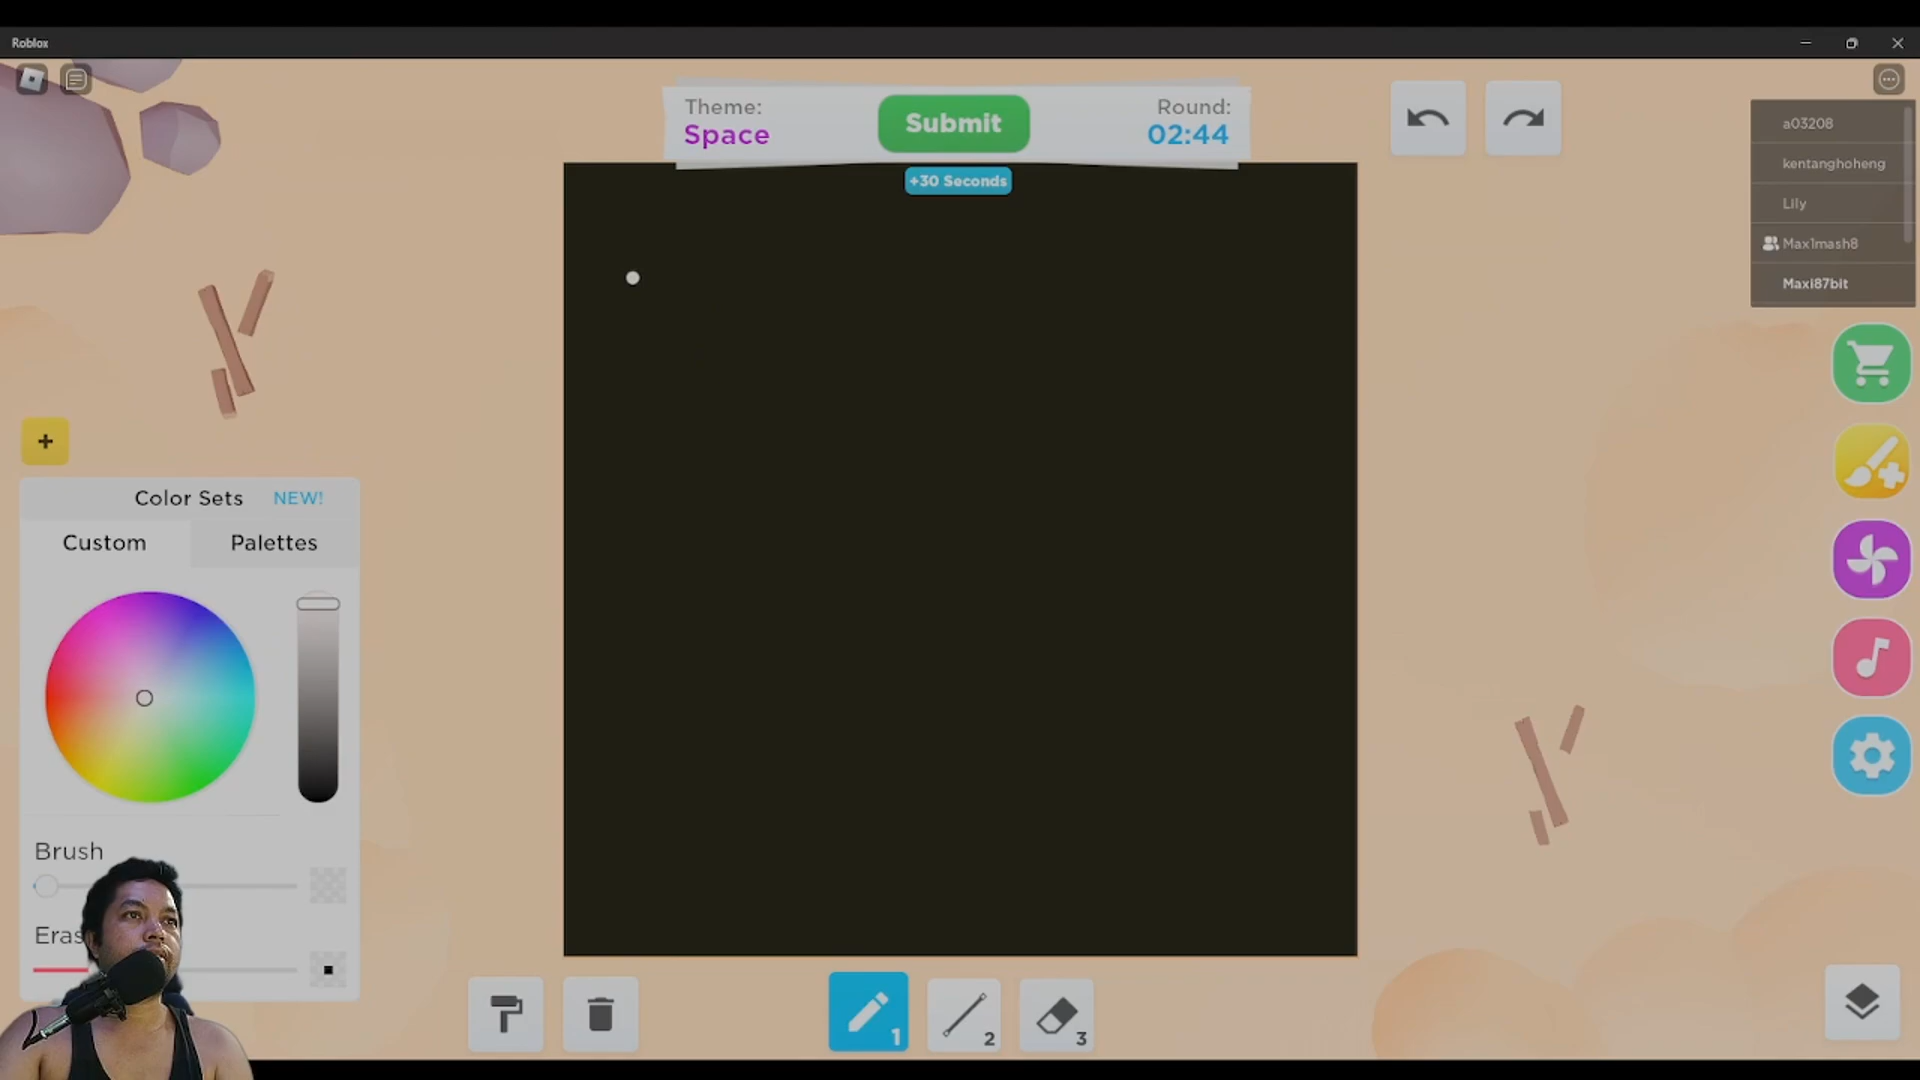 Roblox
Theme:
Space
Submit
Round:
02:44
+30 Seconds
a03208
kentanghoheng
Lily
Max1mash8
Maxi87bit
+
Color Sets NEW!
Custom
Palettes
Brush
Eras
1
2
3